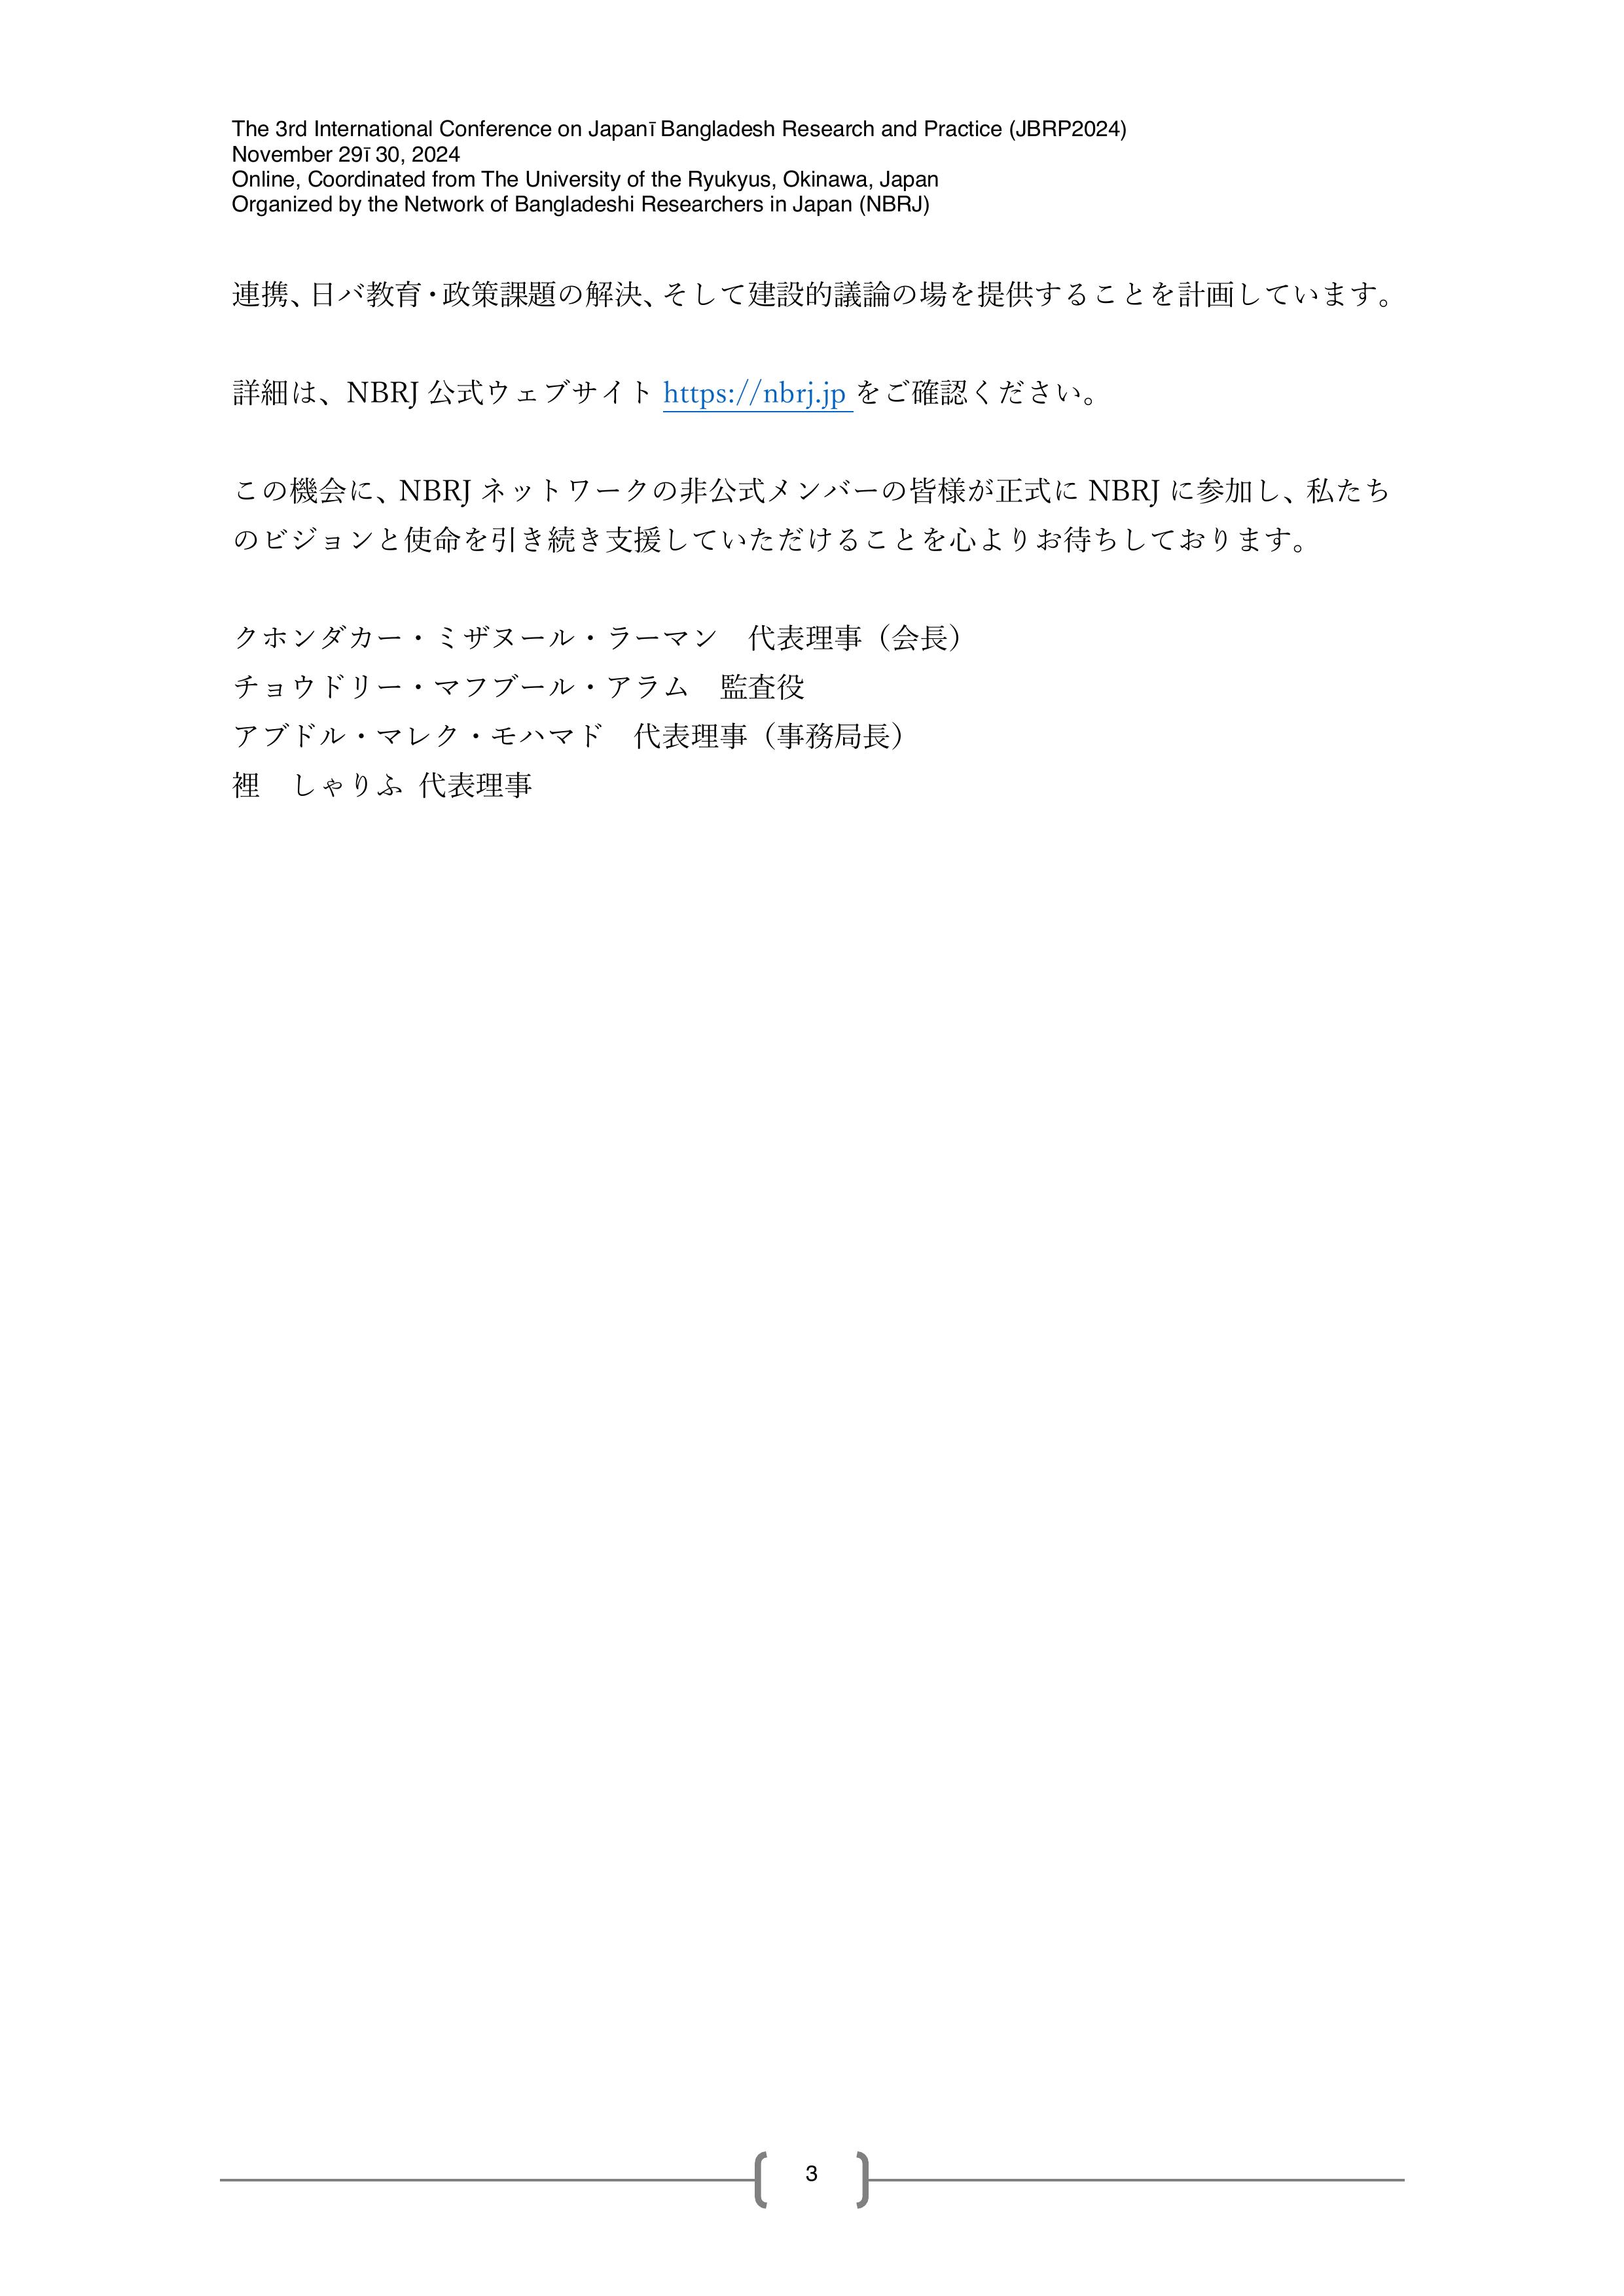 The 3rd International Conference on Japanī Bangladesh Research and Practice (JBRP2024)
November 29ī 30, 2024
Online, Coordinated from The University of the Ryukyus, Okinawa, Japan
Organized by the Network of Bangladeshi Researchers in Japan (NBRJ)
連携、日バ教育・政策課題の解決、そして建設的議論の場を提供することを計画しています。
詳細は、NBRJ 公式ウェブサイト https://nbrj.jp をご確認ください。
この機会に、NBRJ ネットワークの非公式メンバーの皆様が正式に NBRJ に参加し、私たち
のビジョンと使命を引き続き支援していただけることを心よりお待ちしております。
クホンダカー・ミザヌール・ラーマン　代表理事（会長）
チョウドリー・マフブール・アラム　監査役
アブドル・マレク・モハマド　代表理事（事務局長）
裡　しゃりふ 代表理事
3